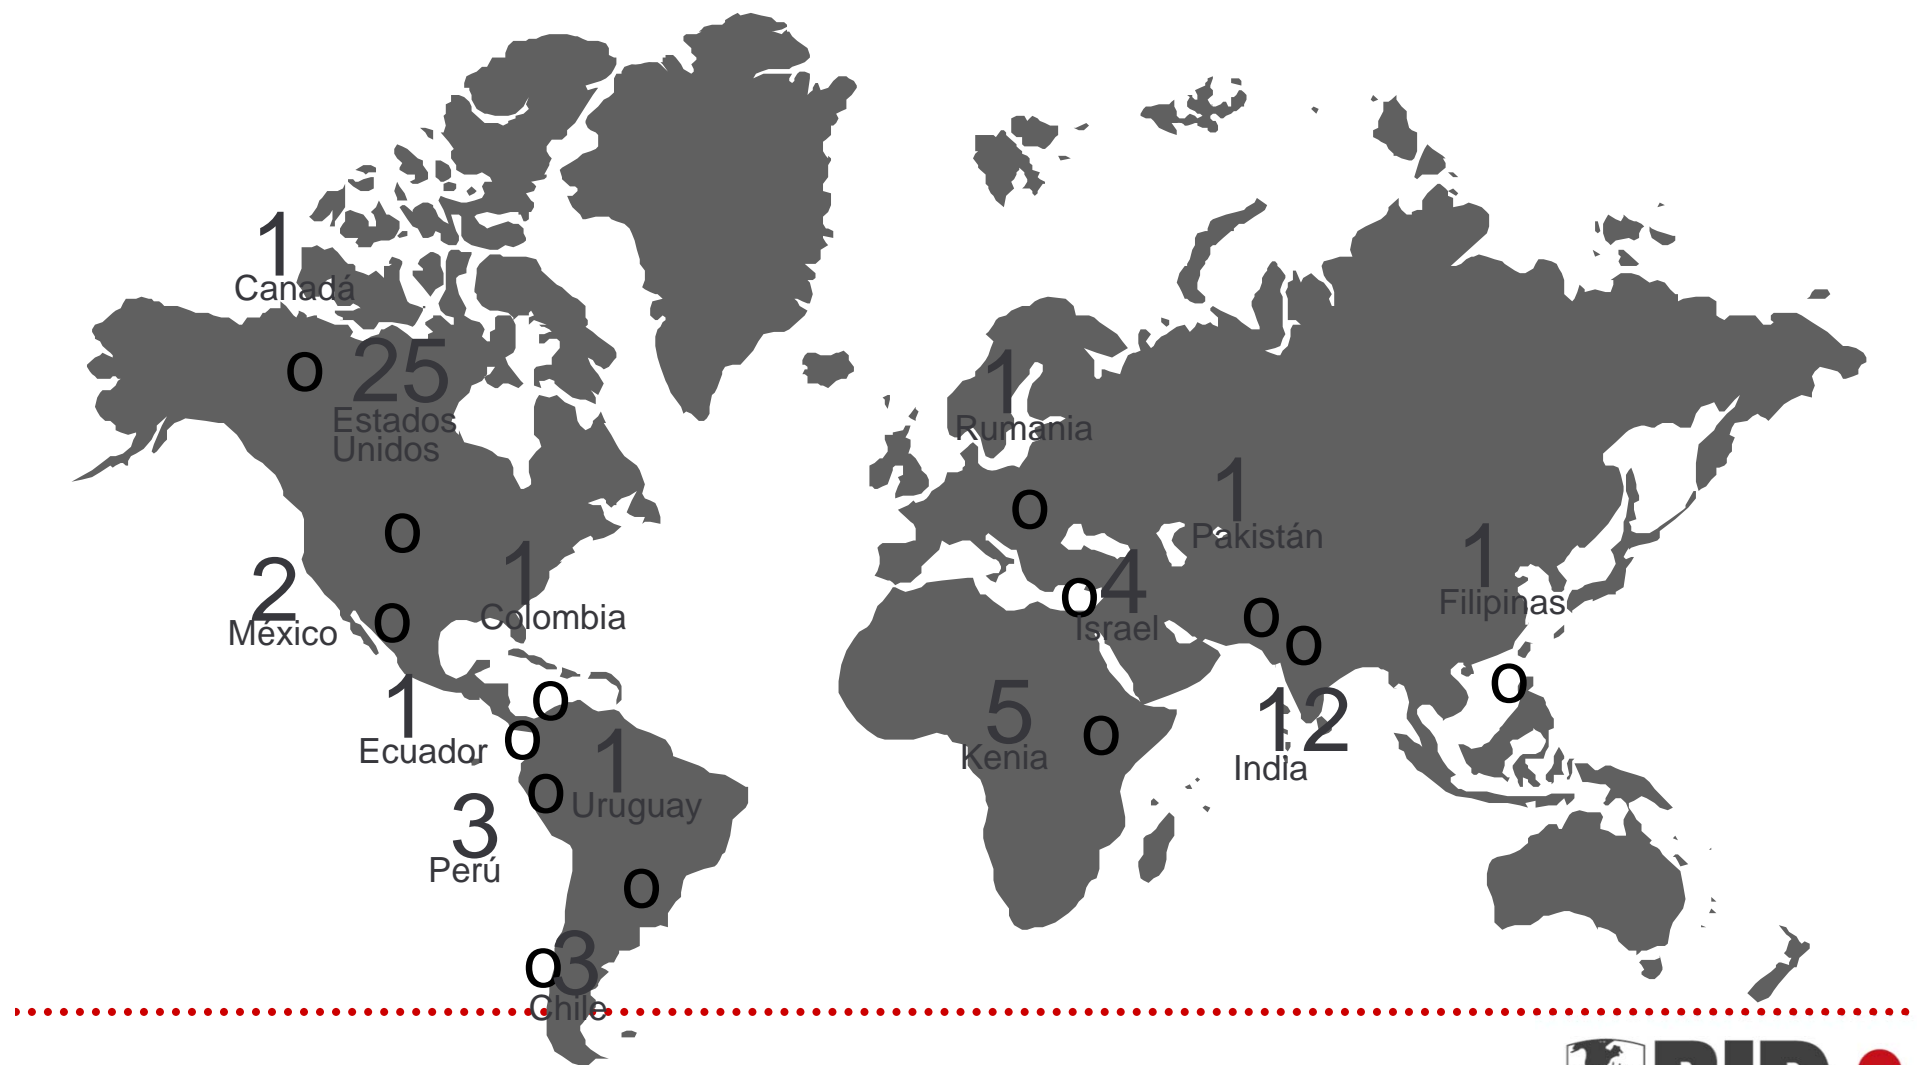 1
Canadá
25
Estados
Unidos
1
Rumania
1
Pakistán
1
Filipinas
2
México
1
Colombia
4
Israel
1
Ecuador
5
Kenia
12
India
1
Uruguay
3
Perú
3
Chile